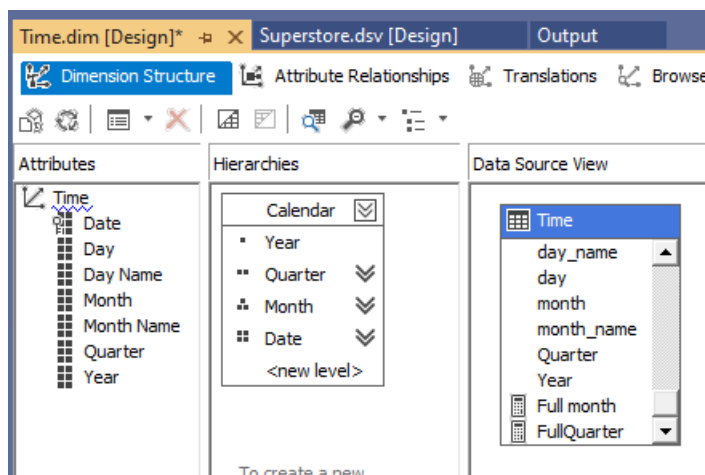 Time.dim [Design]*
Superstore.dsv [Design]
Output
Dimension Structure
Attribute Relationships
Translations
Browse
Attributes
Hierarchies
Data Source View
Time
Date
Day
Day Name
Month
Month Name
Quarter
Year
Calendar
Year
Quarter
Month
Date
<new level>
To create a new
Time
day_name
day
month
month_name
Quarter
Year
Full month
FullQuarter